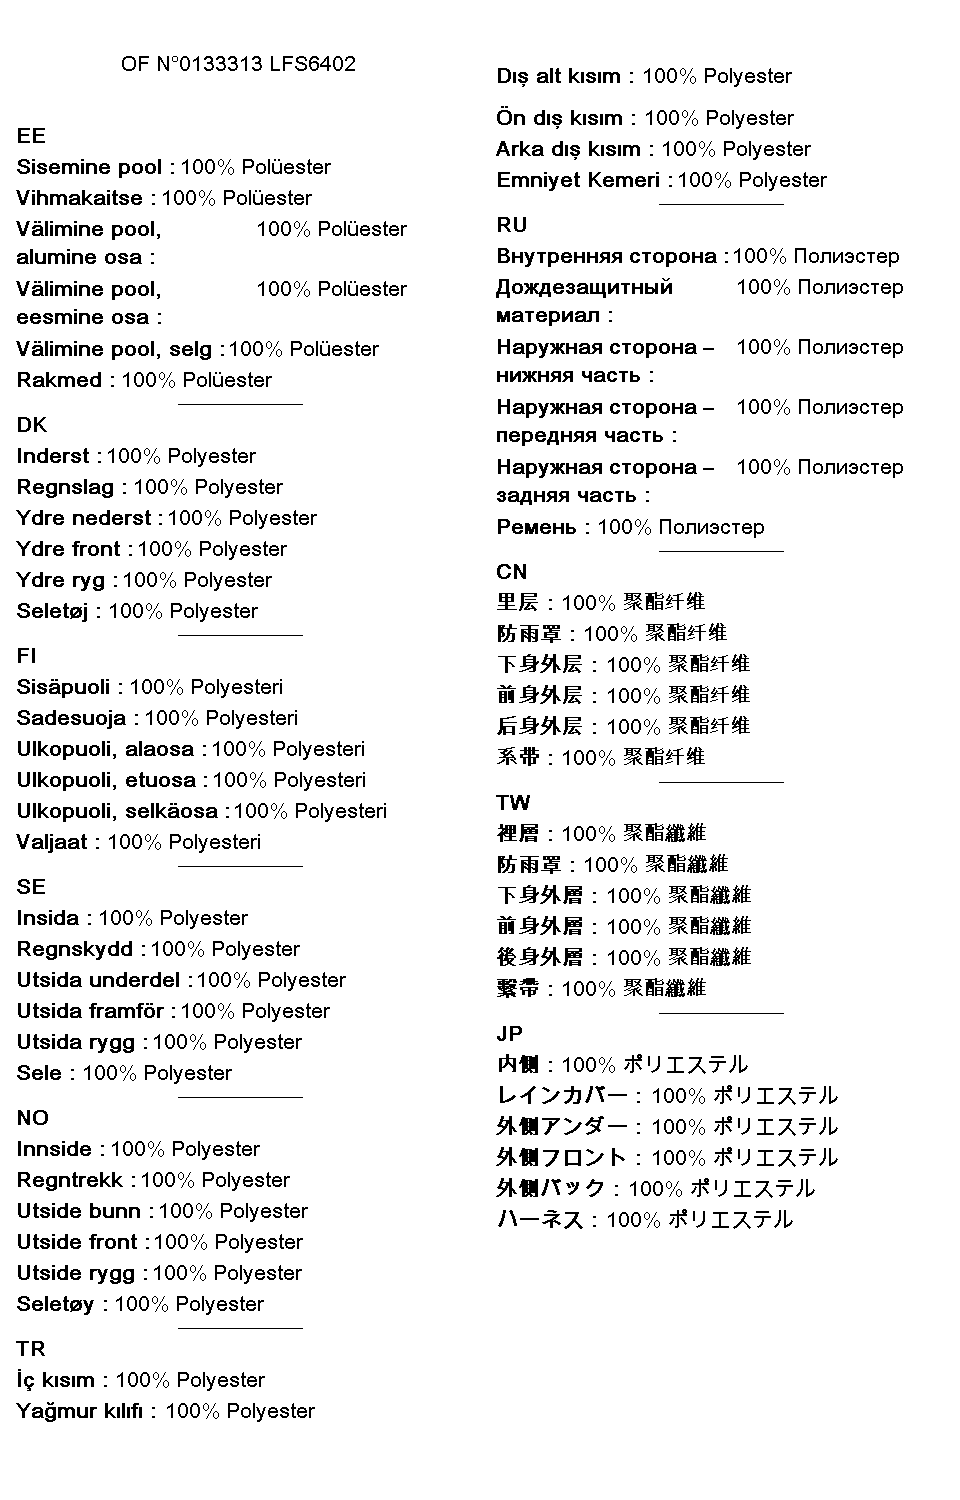 OF N°0133313 LFS6402
EE
Sisemine pool : 100% Polüester
Vihmakaitse : 100% Polüester
Välimine pool, 100% Polüester
alumine osa :
Välimine pool, 100% Polüester
eesmine osa :
Välimine pool, selg : 100% Polüester
Rakmed : 100% Polüester
DK
Inderst : 100% Polyester
Regnslag : 100% Polyester
Ydre nederst : 100% Polyester
Ydre front : 100% Polyester
Ydre ryg : 100% Polyester
Seletøj : 100% Polyester
FI
Sisäpuoli : 100% Polyesteri
Sadesuoja : 100% Polyesteri
Ulkopuoli, alaosa : 100% Polyesteri
Ulkopuoli, etuosa : 100% Polyesteri
Ulkopuoli, selkäosa : 100% Polyesteri
Valjaat : 100% Polyesteri
SE
Insida : 100% Polyester
Regnskydd : 100% Polyester
Utsida underdel : 100% Polyester
Utsida framför : 100% Polyester
Utsida rygg : 100% Polyester
Sele : 100% Polyester
NO
Innside : 100% Polyester
Regntrekk : 100% Polyester
Utside bunn : 100% Polyester
Utside front : 100% Polyester
Utside rygg : 100% Polyester
Seletøy : 100% Polyester
TR
İç kısım : 100% Polyester
Yağmur kılıfı : 100% Polyester
Dış alt kısım : 100% Polyester
Ön dış kısım : 100% Polyester
Arka dış kısım : 100% Polyester
Emniyet Kemeri : 100% Polyester
RU
Внутренняя сторона : 100% Полиэстер
Дождезащитный 100% Полиэстер
материал :
Наружная сторона – 100% Полиэстер
нижняя часть :
Наружная сторона – 100% Полиэстер
передняя часть :
Наружная сторона – 100% Полиэстер
задняя часть :
Ремень : 100% Полиэстер
CN
里层 : 100% 聚酯纤维
防雨罩 : 100% 聚酯纤维
下身外层 : 100% 聚酯纤维
前身外层 : 100% 聚酯纤维
后身外层 : 100% 聚酯纤维
系带 : 100% 聚酯纤维
TW
裡層 : 100% 聚酯纖維
防雨罩 : 100% 聚酯纖維
下身外層 : 100% 聚酯纖維
前身外層 : 100% 聚酯纖維
後身外層 : 100% 聚酯纖維
繫帶 : 100% 聚酯纖維
JP
内側 : 100% ポリエステル
レインカバー : 100% ポリエステル
外側アンダー : 100% ポリエステル
外側フロント : 100% ポリエステル
外側バック : 100% ポリエステル
ハーネス : 100% ポリエステル